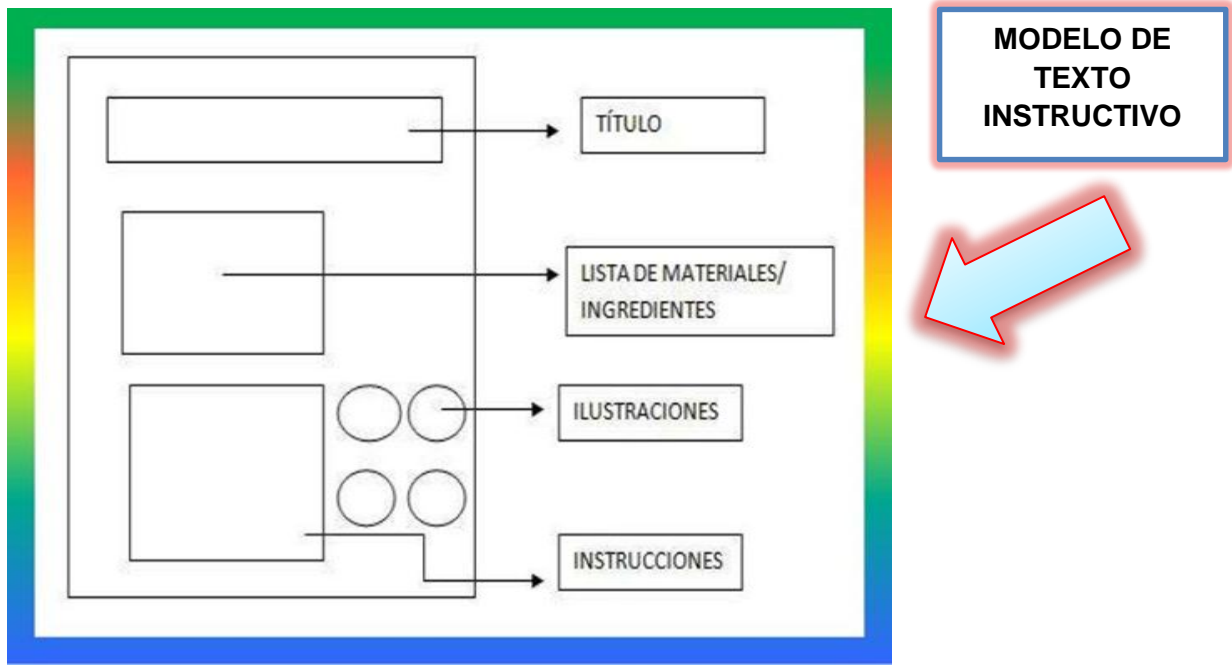 MODELO DE
TEXTO
INSTRUCTIVO
TÍTULO
LISTA DE MATERIALES/
INGREDIENTES
ILUSTRACIONES
INSTRUCCIONES